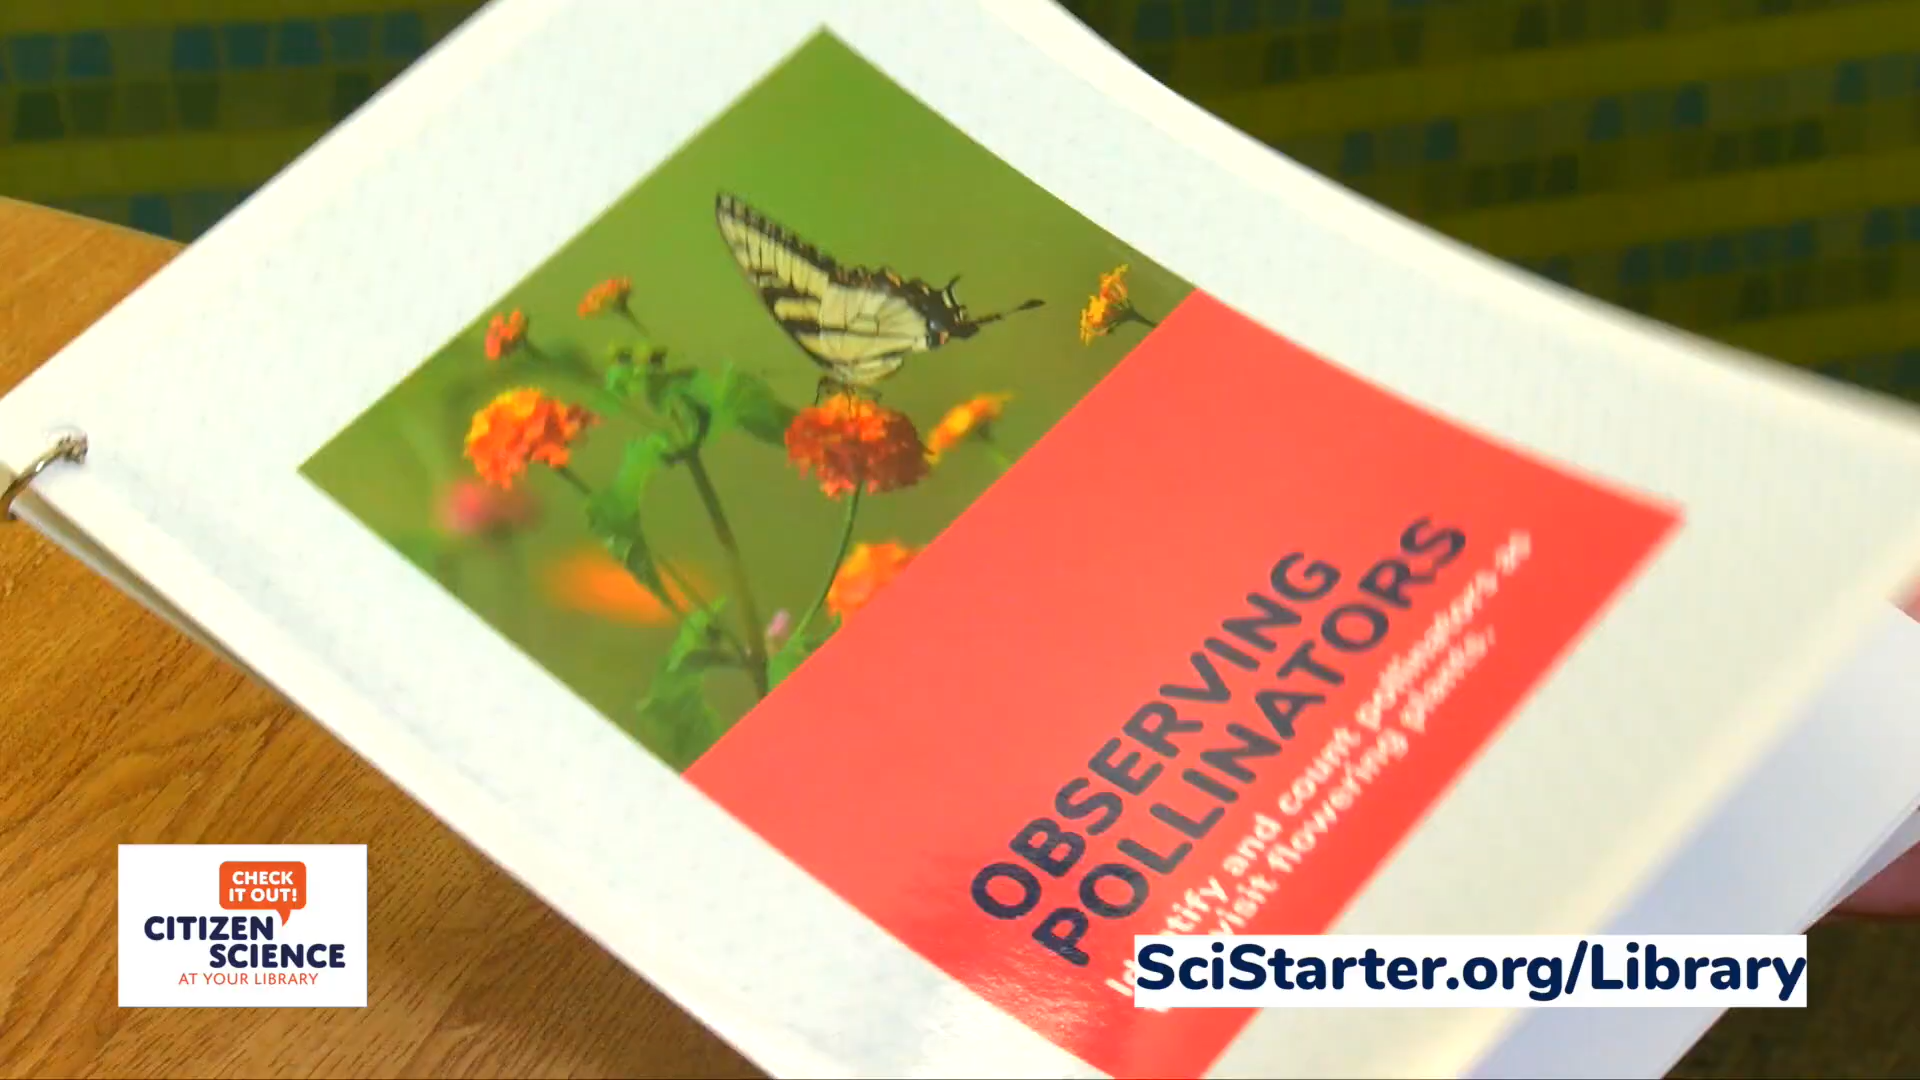 OBSERVING
POLLINATORS
Identify and count pollinators as
visit flowering plants.
CHECK
IT OUT!
CITIZEN
SCIENCE
AT YOUR LIBRARY
SciStarter.org/Library